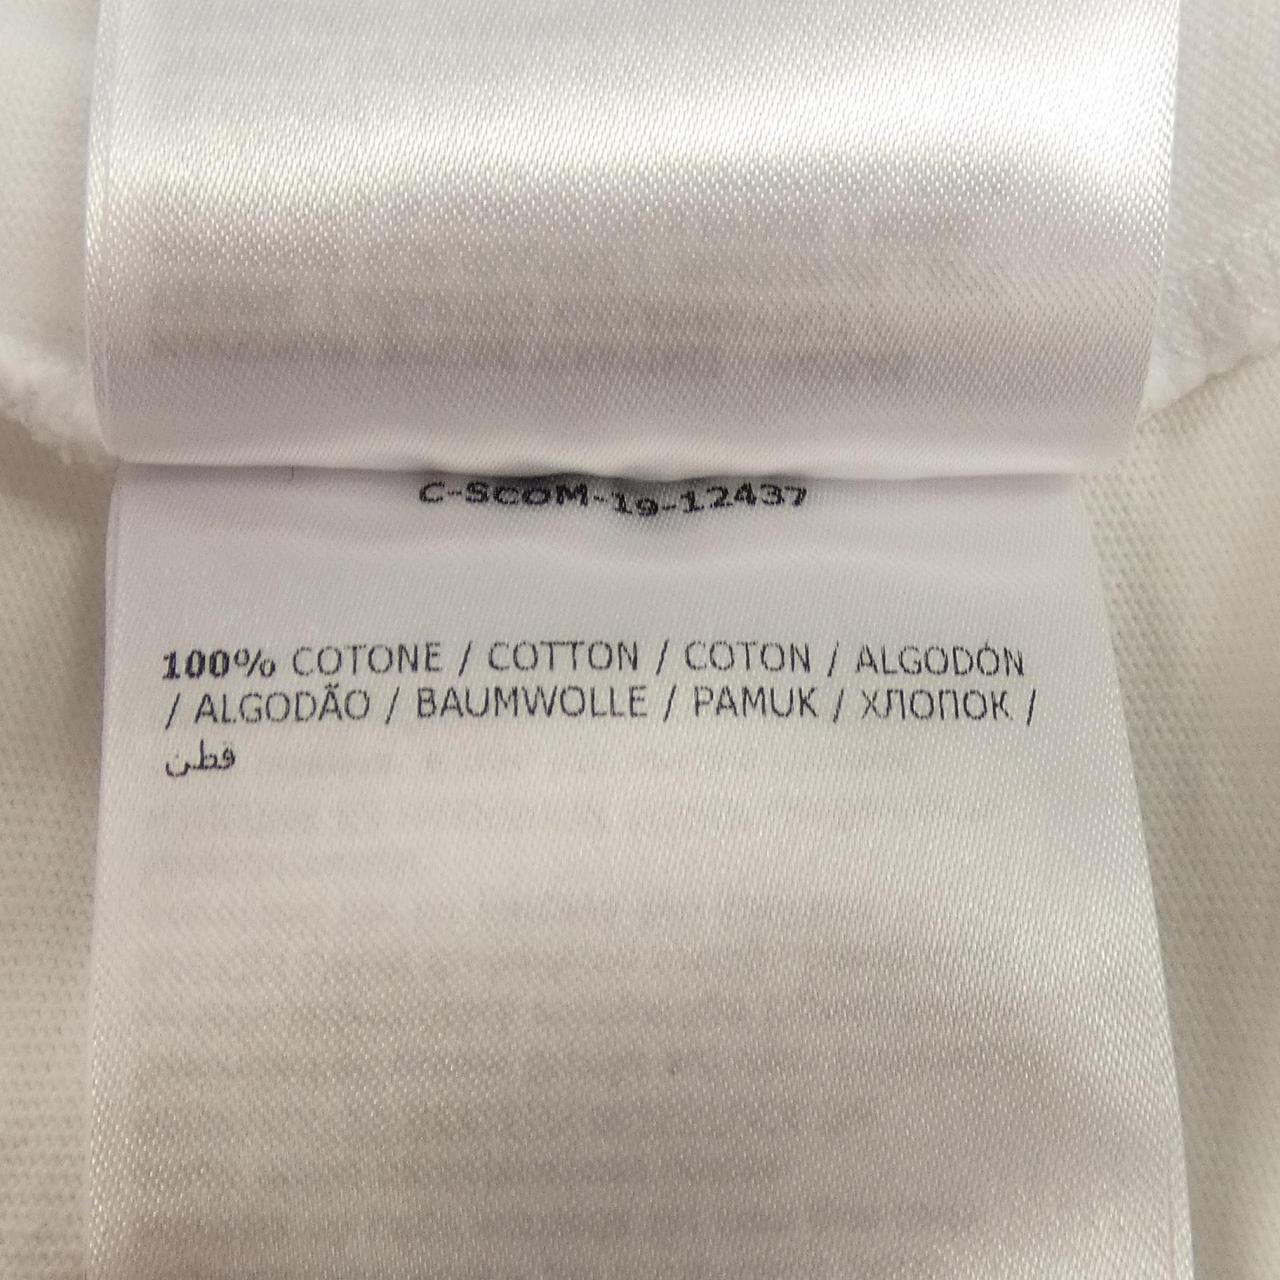 C-SCOM-19-12437
100% COTONE / COTTON / COTON / ALGODÓN
/ ALGODÃO / BAUMWOLLE / PAMUK / ХЛОПОК /
قطن